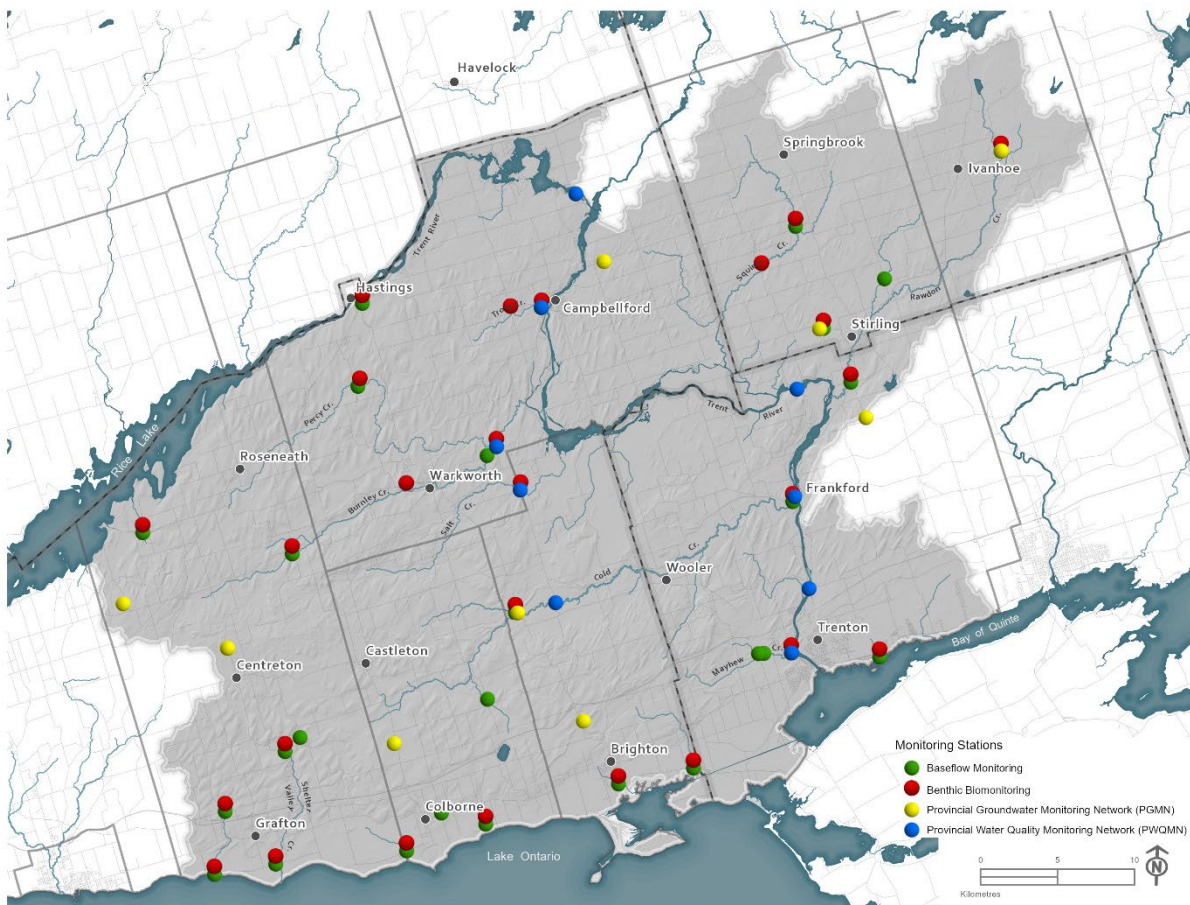 Havelock
Springbrook
Ivanhoe
Trent River
Cr.
Squire Cr.
Hastings
Rawdon
Campbellford
Stirling
Trent
River
Percy Cr.
Rice Lake
Roseneath
Warkworth
Burnley Cr.
Frankford
Salt Cr.
Cr.
Cold
Wooler
Trenton
Bay of Quinte
Castleton
Centreton
Mayhew Cr.
Brighton
Monitoring Stations
Baseflow Monitoring
Benthic Biomonitoring
Shelter
Valley
Cr.
Colborne
Provincial Groundwater Monitoring Network (PGMN)
Grafton
Provincial Water Quality Monitoring Network (PWQMN)
Lake Ontario
0 5 10
Kilometres
N